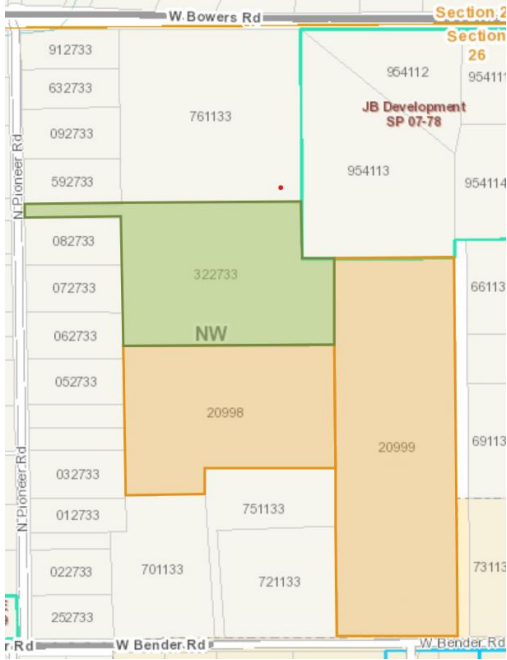 W Bowers Rd
Section 2
Section
26
912733
632733
092733
592733
761133
954112
954111
JB Development
SP 07-78
954113
954114
N Pioneer Rd
082733
072733
062733
052733
322733
NW
66113
20998
20999
69113
N Pioneer Rd
032733
012733
022733
252733
751133
701133
721133
73113
Rd
W Bender Rd
W Bender Rd